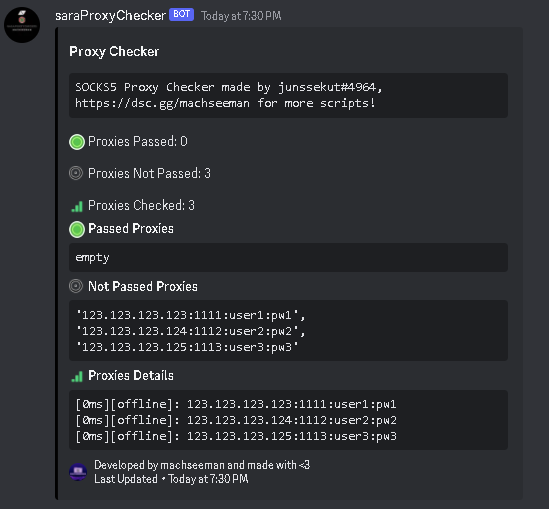 saraProxyChecker BOT Today at 7:30 PM
Proxy Checker
SOCKS5 Proxy Checker made by junssekut#4964,
https://dsc.gg/machseeman for more scripts!
Proxies Passed: 0
Proxies Not Passed: 3
Proxies Checked: 3
Passed Proxies
empty
Not Passed Proxies
'123.123.123.123:1111:user1:pw1',
'123.123.123.124:1112:user2:pw2',
'123.123.123.125:1113:user3:pw3'
Proxies Details
[0ms][offline]: 123.123.123.123:1111:user1:pw1
[0ms][offline]: 123.123.123.124:1112:user2:pw2
[0ms][offline]: 123.123.123.125:1113:user3:pw3
Developed by machseeman and made with <3
Last Updated • Today at 7:30 PM